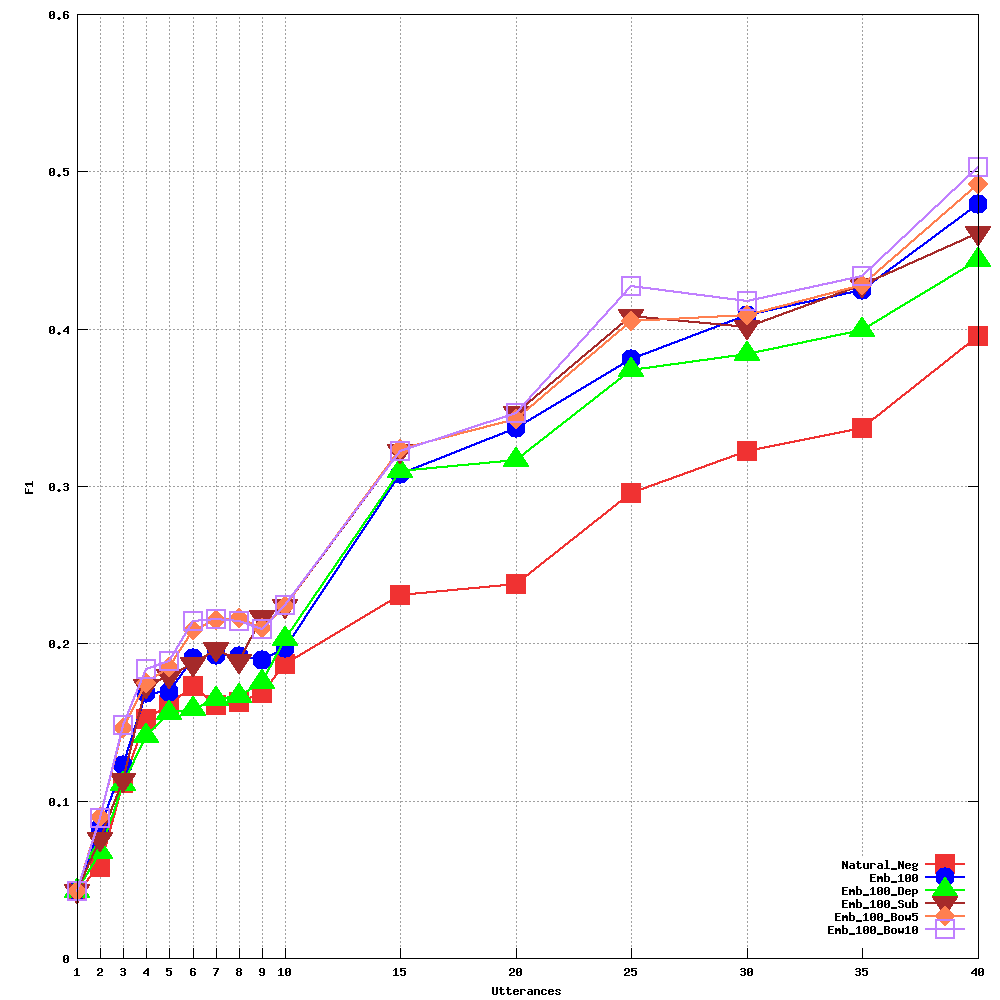 0.6
0.5
0.4
0.3
0.2
0.1
0
F1
1 2 3 4 5 6 7 8 9 10 15 20 25 30 35 40
Utterances
Natural_Neg
Emb_100
Emb_100_Dep
Emb_100_Sub
Emb_100_Bow5
Emb_100_Bow10